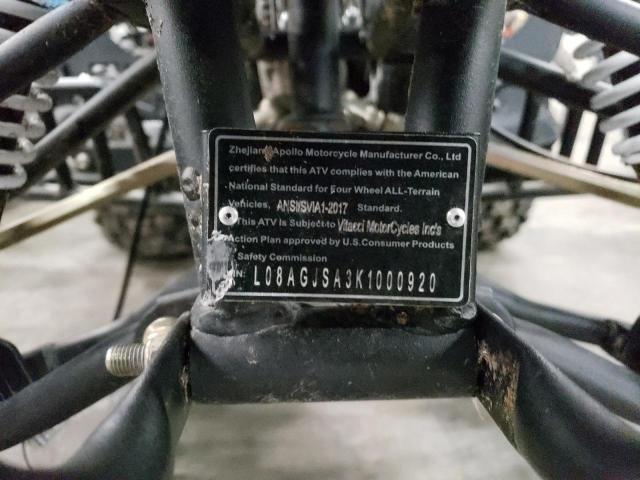 Zhejiang Apollo Motorcycle Manufacturer Co., Ltd
certifies that this ATV complies with the American
National Standard for Four Wheel ALL-Terrain
Vehicles, ANSI/SVIA1-2017 Standard.
This ATV Is Subject to Vitacci MotorCycles Inc's
Action Plan approved by U.S.Consumer Products
Safety Commission
VIN: L08AGJSA3K1000920